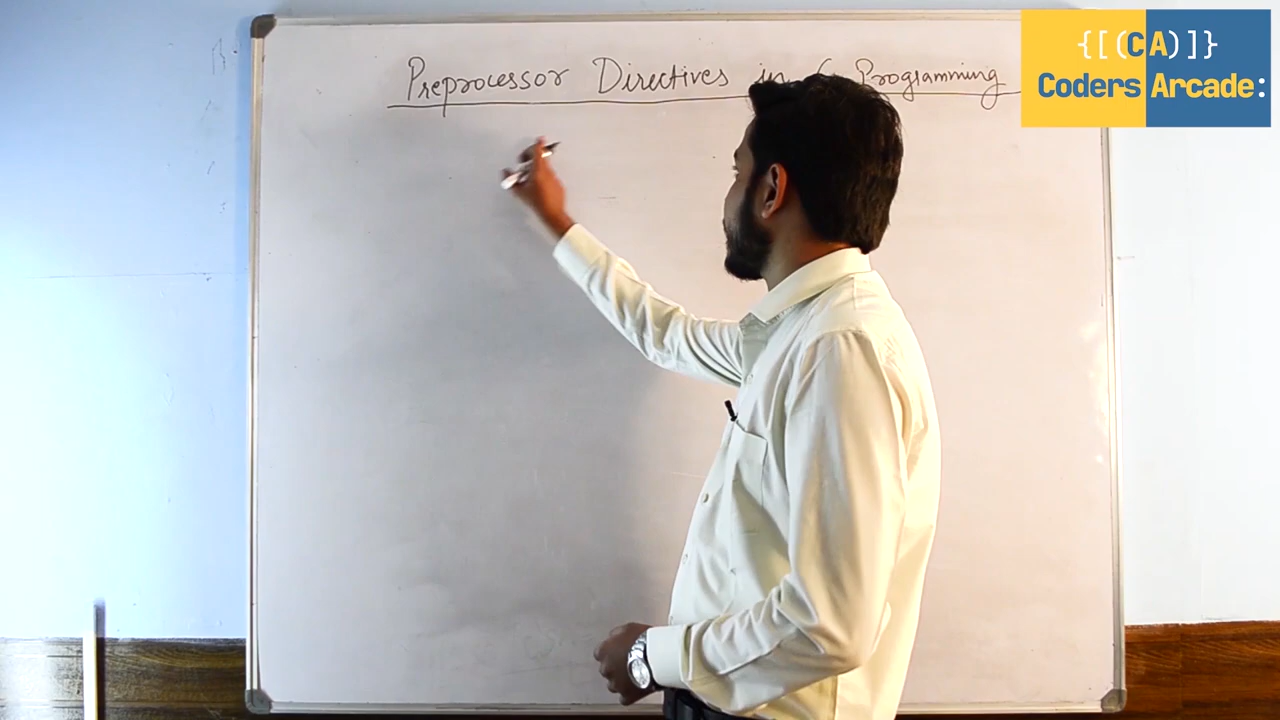 Preprocessor Directives in C Programming
{[(CA)]}
Coders Arcade: